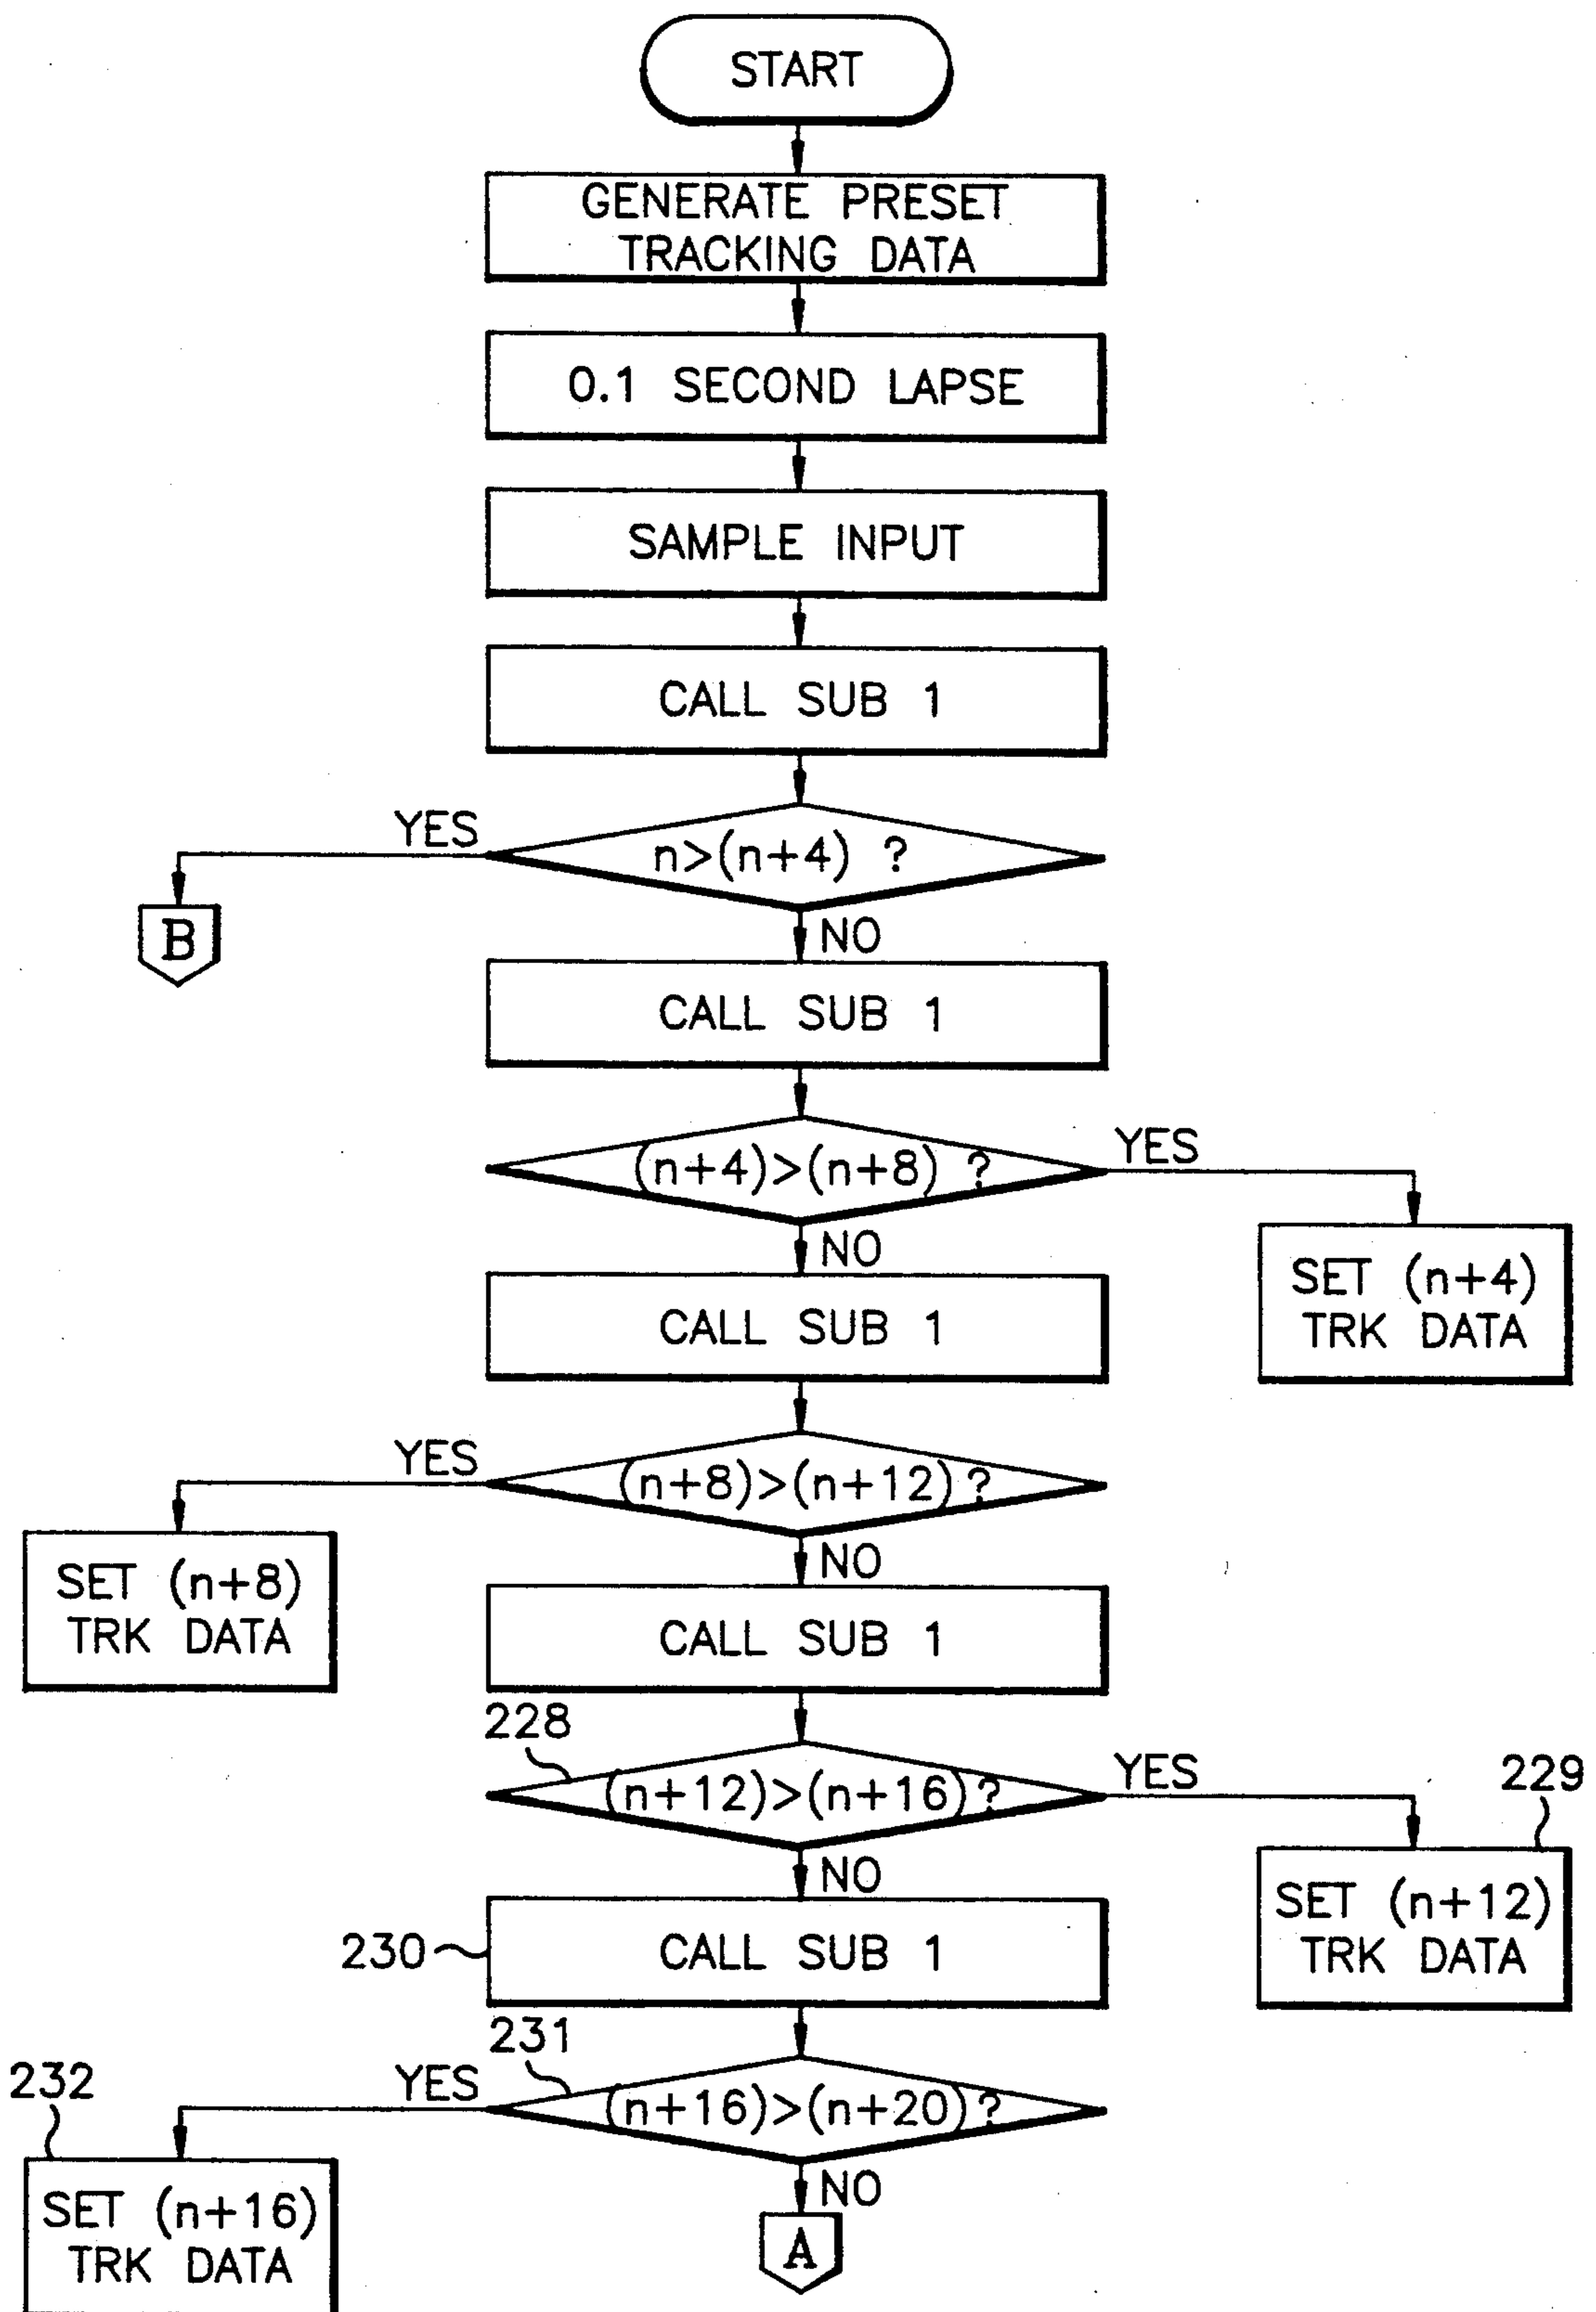 START
GENERATE PRESET
TRACKING DATA
0.1 SECOND LAPSE
SAMPLE INPUT
CALL SUB 1
YES
n>(n+4) ?
B
NO
CALL SUB 1
(n+4)>(n+8) ?
YES
NO
SET (n+4)
TRK DATA
CALL SUB 1
YES
(n+8)>(n+12)?
NO
SET (n+8)
TRK DATA
CALL SUB 1
228
(n+12)>(n+16)?
YES
229
NO
SET (n+12)
TRK DATA
230
CALL SUB 1
231
232
YES
(n+16)>(n+20)?
NO
SET (n+16)
TRK DATA
A